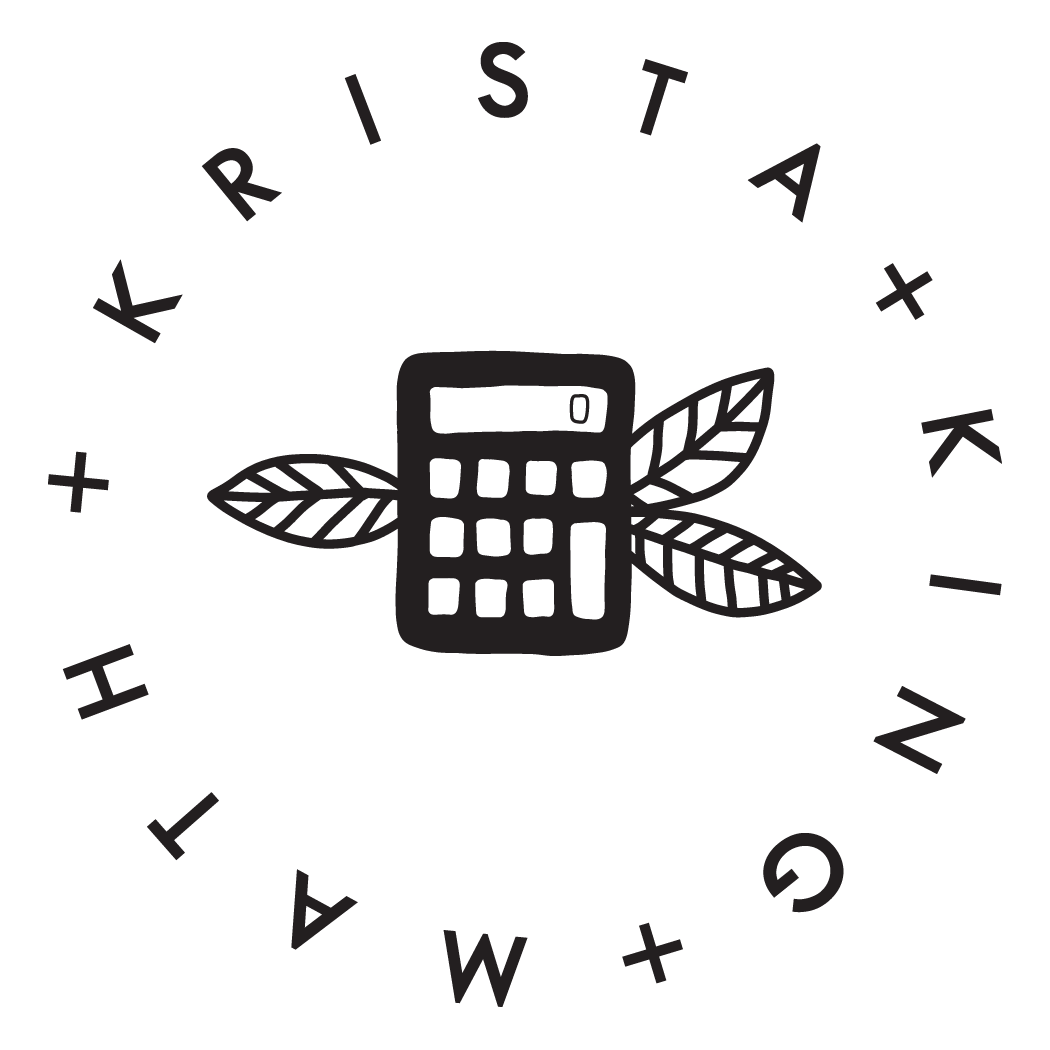 KRISTA + KING + MATH +
0